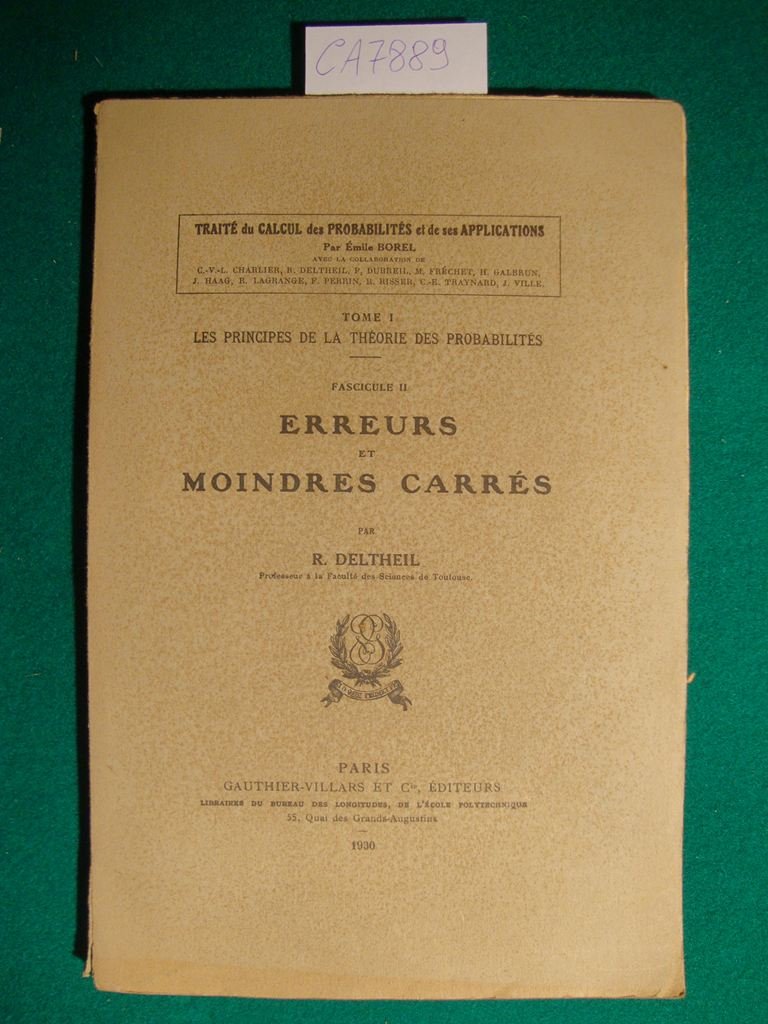 CA7889
TRAITÉ du CALCUL des PROBABILITÉS et de ses APPLICATIONS
Par Émile BOREL
AVEC LA COLLABORATION DE
C.-V.-L. CHARLIER, R. DELTHEIL, P. DUBREIL, M. FRÉCHET, H. GALBRUN,
J. HAAG, R. LAGRANGE, F. PERRIN, R. RISSER, C.-E. TRAYNARD, J. VILLE.
TOME I
LES PRINCIPES DE LA THÉORIE DES PROBABILITÉS
FASCICULE II
ERREURS
ET
MOINDRES CARRÉS
PAR
R. DELTHEIL
Professeur à la Faculté des Sciences de Toulouse.
PARIS
GAUTHIER-VILLARS ET Cie, ÉDITEURS
LIBRAIRES DU BUREAU DES LONGITUDES, DE L'ÉCOLE POLYTECHNIQUE
55, Quai des Grands-Augustins
1930